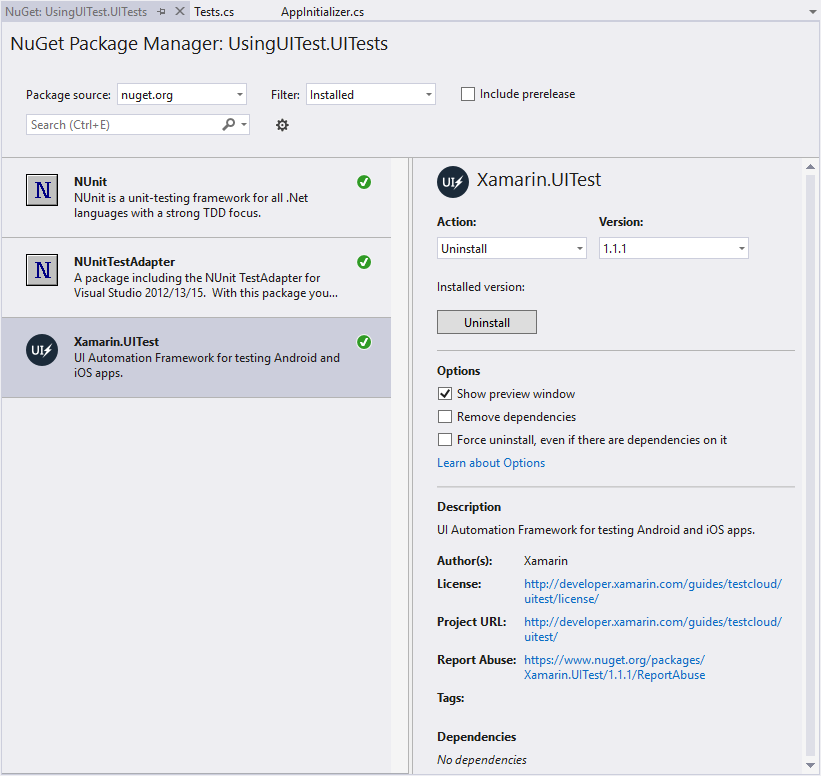 NuGet: UsingUITest.UITests
Tests.cs
AppInitializer.cs
NuGet Package Manager: UsingUITest.UITests
Package source: nuget.org
Filter: Installed
Include prerelease
Search (Ctrl+E)
N
NUnit
NUnit is a unit-testing framework for all .Net
languages with a strong TDD focus.
N
NUnitTestAdapter
A package including the NUnit TestAdapter for
Visual Studio 2012/13/15. With this package you...
UI
Xamarin.UITest
UI Automation Framework for testing Android and
iOS apps.
UI
Xamarin.UITest
Action:
Version:
Uninstall
1.1.1
Installed version:
Uninstall
Options
Show preview window
Remove dependencies
Force uninstall, even if there are dependencies on it
Learn about Options
Description
UI Automation Framework for testing Android and iOS apps.
Author(s): Xamarin
License: http://developer.xamarin.com/guides/testcloud/
uitest/license/
Project URL: http://developer.xamarin.com/guides/testcloud/
uitest/
Report Abuse: https://www.nuget.org/packages/
Xamarin.UITest/1.1.1/ReportAbuse
Tags:
Dependencies
No dependencies